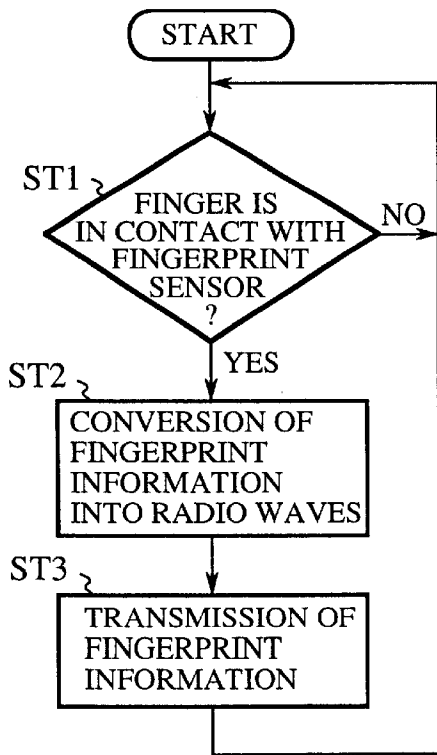 START
ST1
FINGER IS
IN CONTACT WITH
FINGERPRINT
SENSOR
?
NO
YES
ST2
CONVERSION OF
FINGERPRINT
INFORMATION
INTO RADIO WAVES
ST3
TRANSMISSION OF
FINGERPRINT
INFORMATION